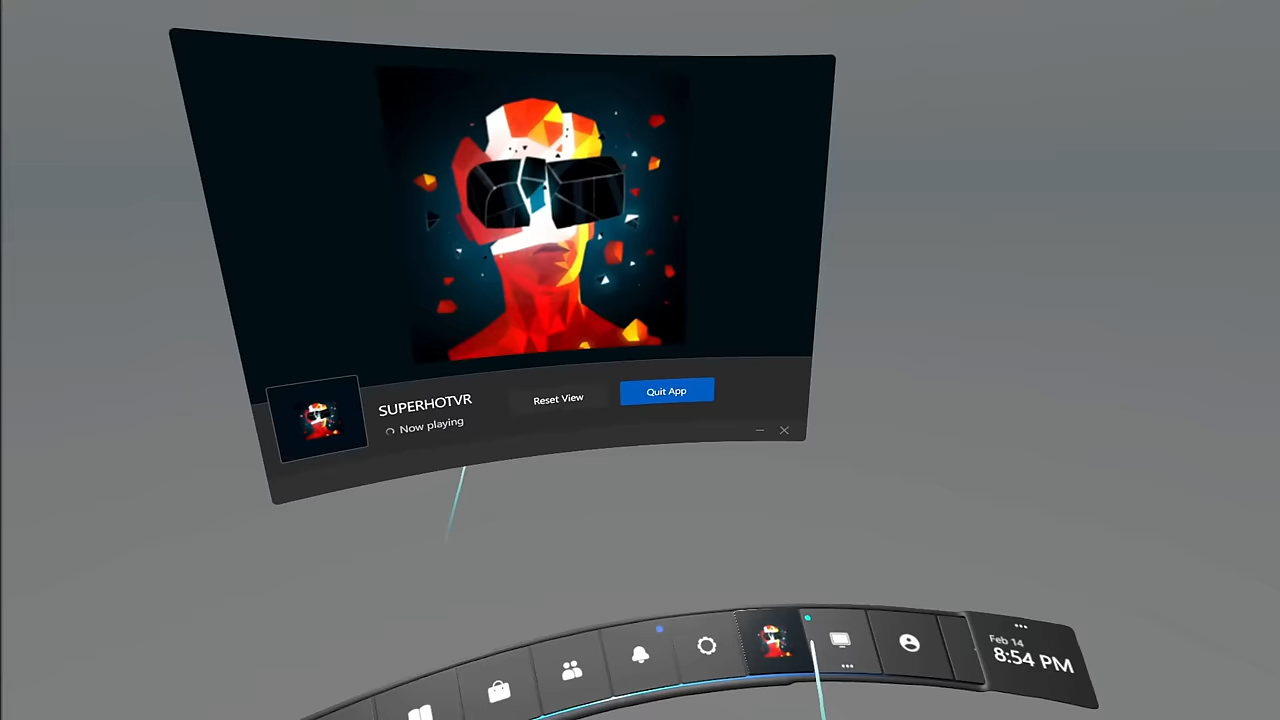 SUPERHOTVR
Now playing
Reset View
Quit App
Feb 14
8:54 PM